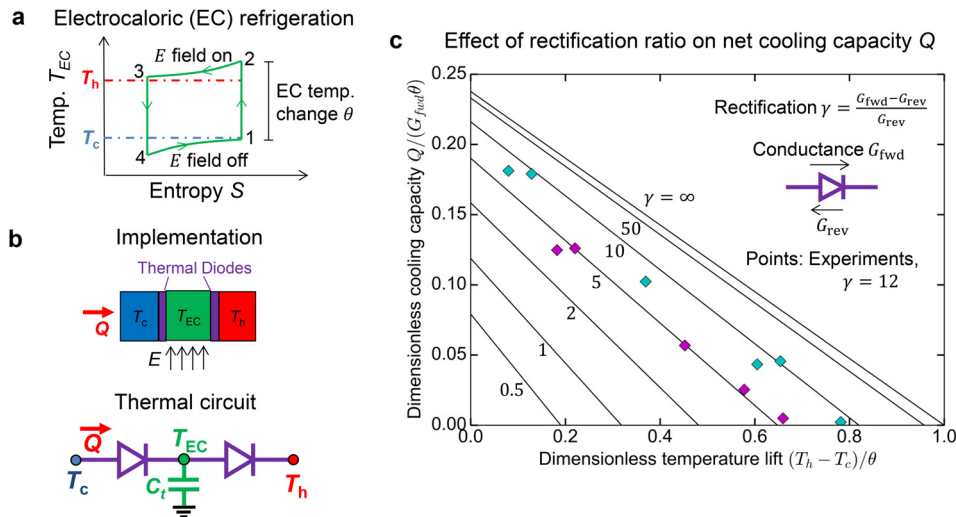 a
Electrocaloric (EC) refrigeration
Temp. T_EC
T_h
T_c
E field on
3
2
1
4
E field off
EC temp.
change θ
Entropy S
b
Implementation
Thermal Diodes
Q
T_c
T_EC
T_h
E
Thermal circuit
Q
T_c
T_EC
C_t
T_h
c
Effect of rectification ratio on net cooling capacity Q
Dimensionless cooling capacity Q/(G_fwd θ)
0.25
0.20
0.15
0.10
0.05
0.00
0.0
0.2
0.4
0.6
0.8
1.0
Dimensionless temperature lift (T_h − T_c)/θ
Rectification γ = (G_fwd − G_rev)/G_rev
Conductance G_fwd
G_rev
Points: Experiments,
γ = 12
γ = ∞
50
10
5
2
1
0.5